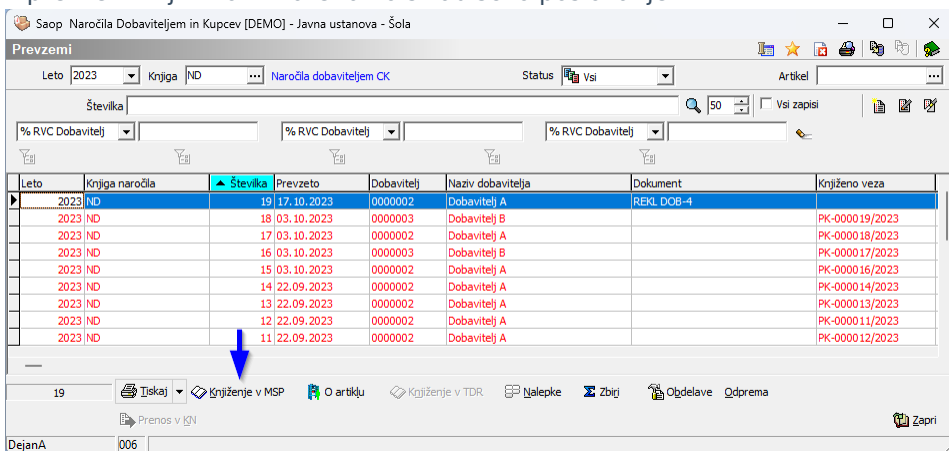 Saop Naročila Dobaviteljem in Kupcev [DEMO] - Javna ustanova - Šola
Prevzemi
Leto 2023 Knjiga ND ... Naročila dobaviteljem CK Status Vsi Artikel ...
Številka 50 Vsi zapisi
% RVC Dobavitelj % RVC Dobavitelj % RVC Dobavitelj
Leto Knjiga naročila Številka Prevzeto Dobavitelj Naziv dobavitelja Dokument Knjiženo veza
2023 ND 19 17.10.2023 0000002 Dobavitelj A REKL DOB-4
2023 ND 18 03.10.2023 0000003 Dobavitelj B PK-000019/2023
2023 ND 17 03.10.2023 0000002 Dobavitelj A PK-000018/2023
2023 ND 16 03.10.2023 0000003 Dobavitelj B PK-000017/2023
2023 ND 15 03.10.2023 0000002 Dobavitelj A PK-000016/2023
2023 ND 14 22.09.2023 0000002 Dobavitelj A PK-000014/2023
2023 ND 13 22.09.2023 0000002 Dobavitelj A PK-000013/2023
2023 ND 12 22.09.2023 0000002 Dobavitelj A PK-000011/2023
2023 ND 11 22.09.2023 0000002 Dobavitelj A PK-000012/2023
19 Tiskaj Knjiženje v MSP O artiklu Knjiženje v TDR Nalepke Zbiri Obdelave Odprema
Prenos v KN Zapri
DejanA 006